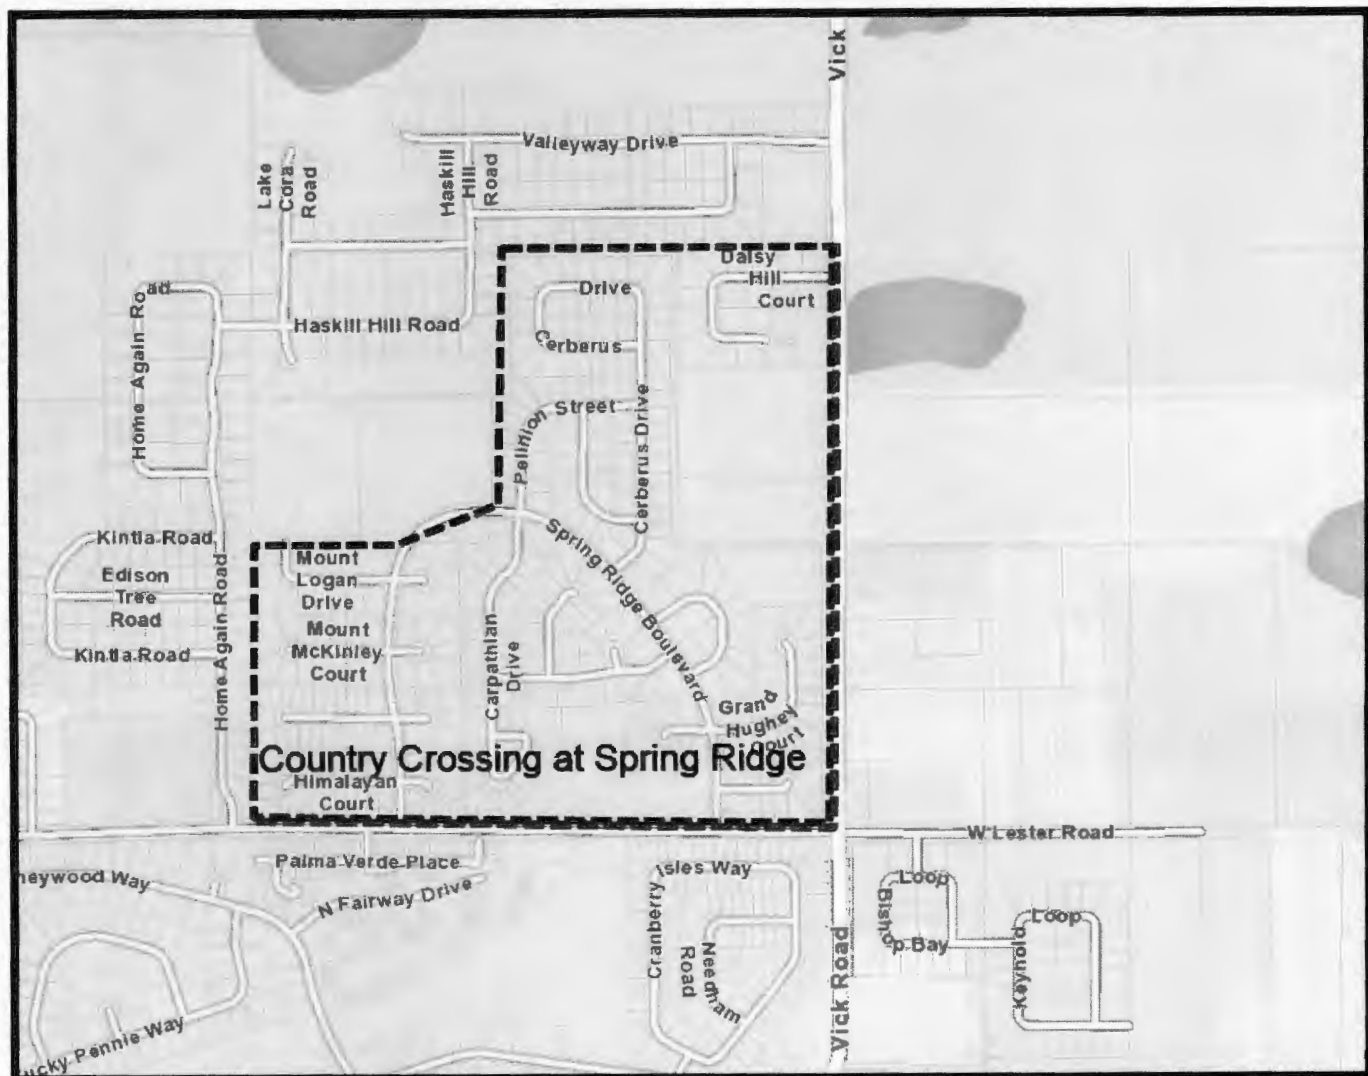 Vick
Valleyway Drive
Lake
Cora
Road
Haskill
Hill
Road
Daisy
Hill
Court
Home Again Road
Drive
Cerberus
Haskill Hill Road
Pelinion Street
Cerberus Drive
Kintla Road
Edison
Tree
Road
Kintla Road
Home Again Road
Mount
Logan
Drive
Mount
McKinley
Court
Carpathian
Drive
Spring Ridge Boulevard
Grand
Hughey
Court
Country Crossing at Spring Ridge
Himalayan
Court
W Lester Road
Palma Verde Place
neywood Way
N Fairway Drive
Cranberry Isles Way
Needham
Road
Vick Road
Bishop Bay Loop
Keyhold Loop
ucky Pennie Way